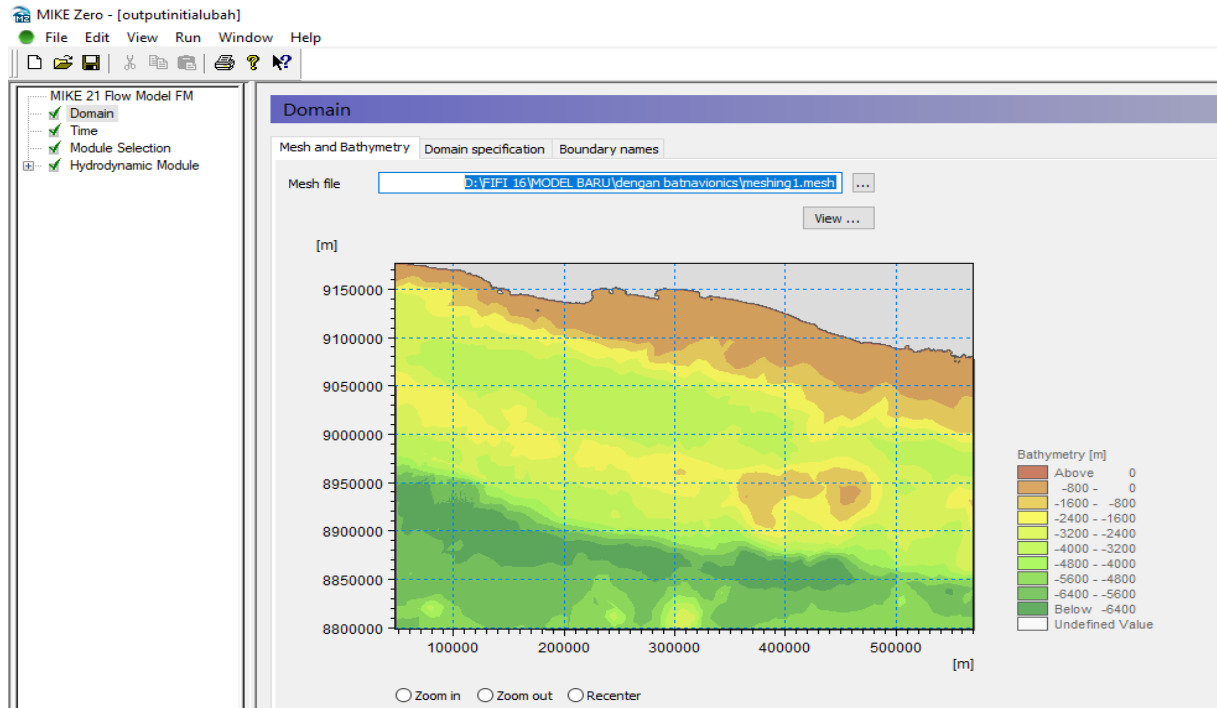 MIKE Zero - [outputinitialubah]
File Edit View Run Window Help
MIKE 21 Flow Model FM
Domain
Time
Module Selection
Hydrodynamic Module
Domain
Mesh and Bathymetry Domain specification Boundary names
Mesh file D:\FIFI 16\MODEL BARU\dengan batnavionics\meshing1.mesh ...
View ...
[m]
9150000
9100000
9050000
9000000
8950000
8900000
8850000
8800000
100000 200000 300000 400000 500000
[m]
Bathymetry [m]
Above 0
-800 - 0
-1600 - -800
-2400 - -1600
-3200 - -2400
-4000 - -3200
-4800 - -4000
-5600 - -4800
-6400 - -5600
Below -6400
Undefined Value
Zoom in Zoom out Recenter